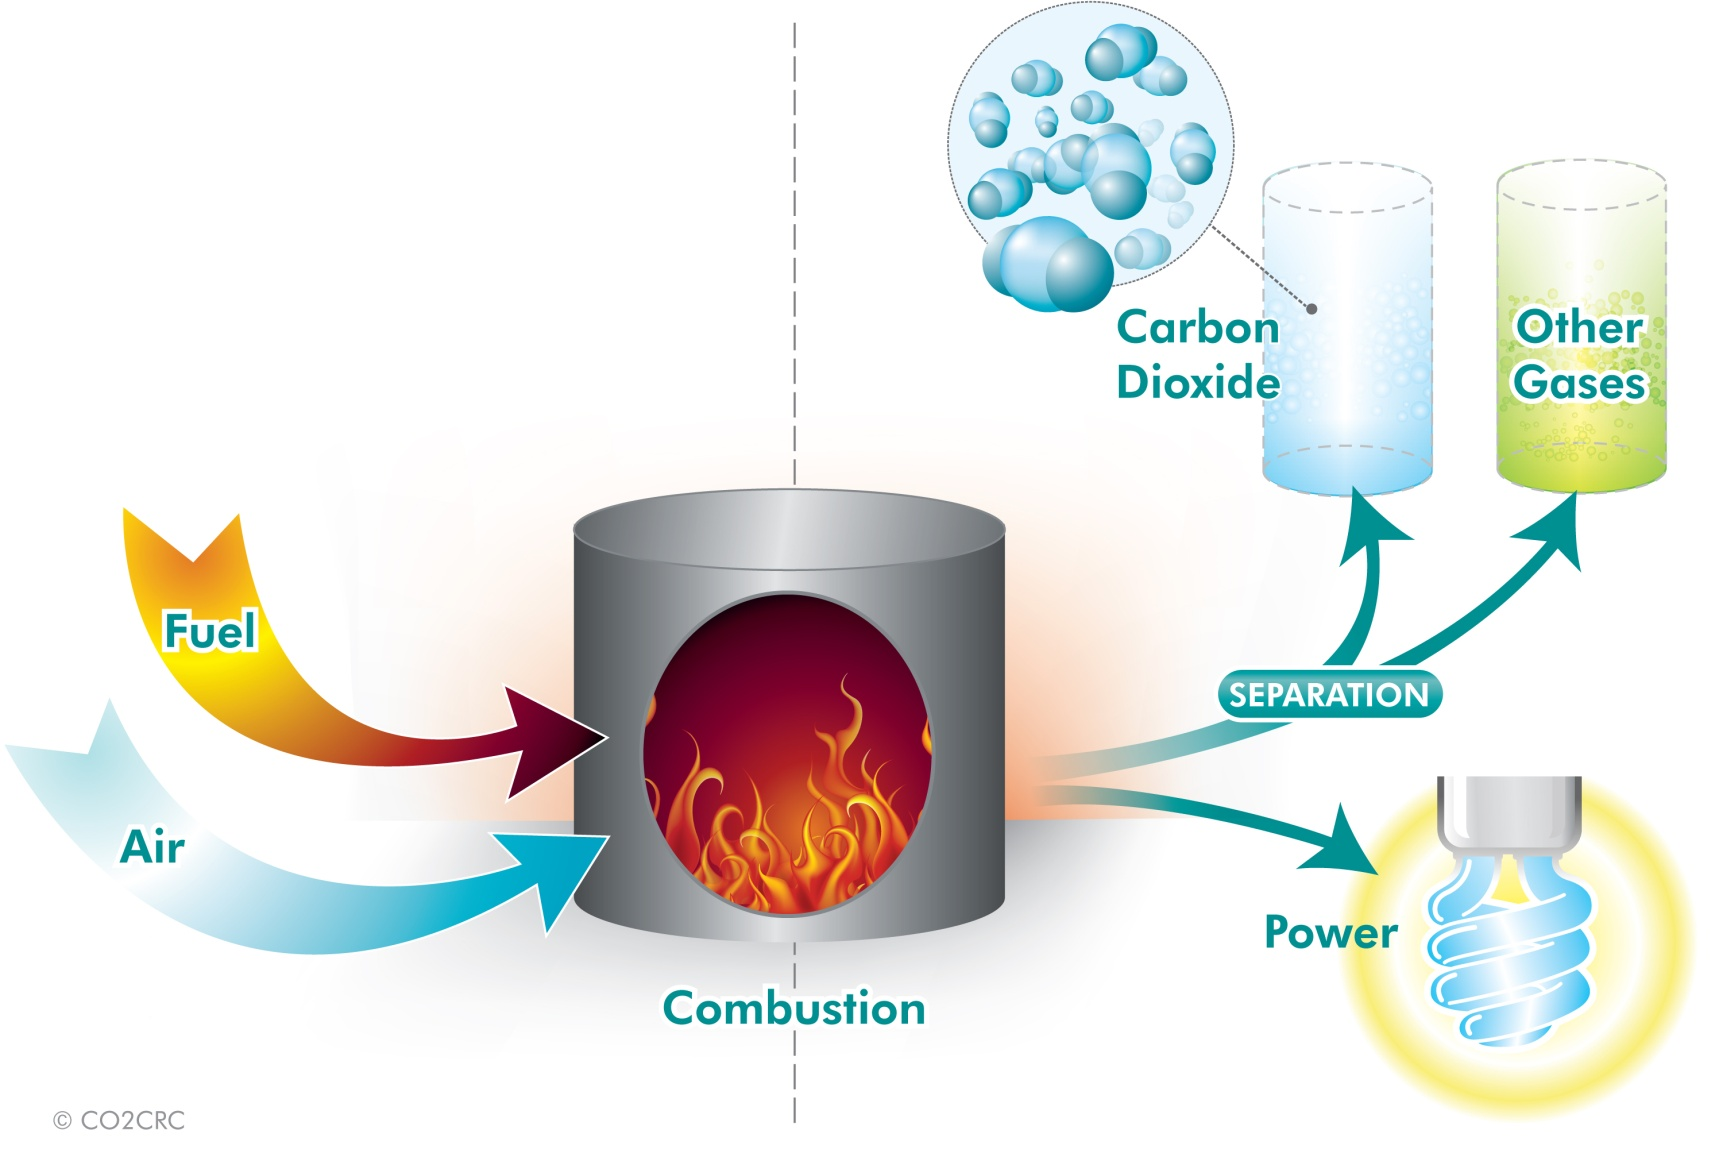 Carbon
Dioxide
Other
Gases
Fuel
SEPARATION
Air
Power
Combustion
© CO2CRC